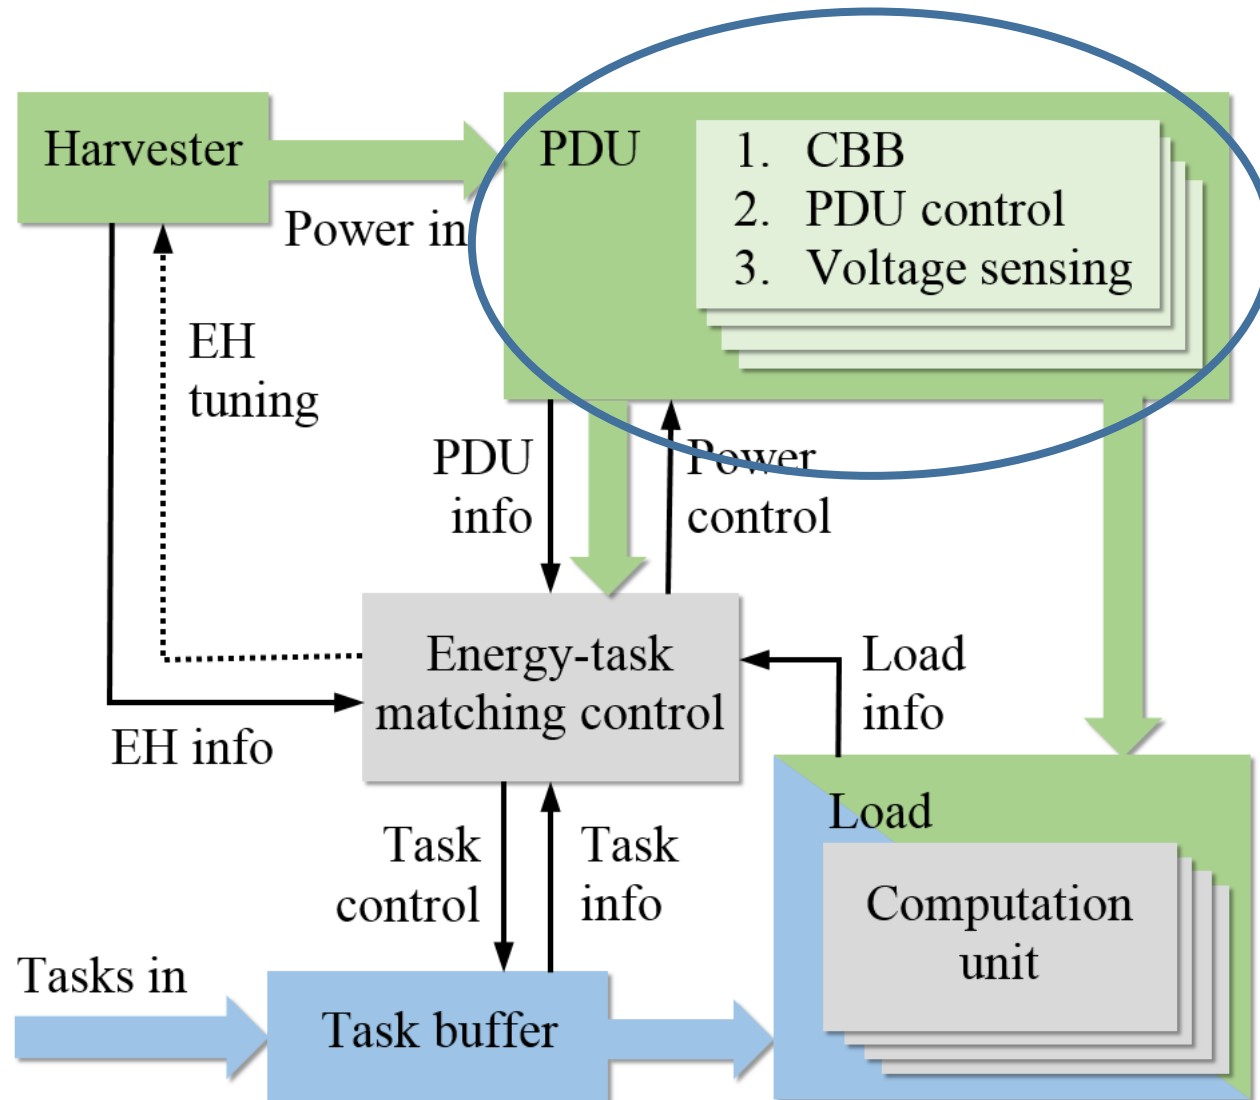 Harvester
Power in
PDU
1. CBB
2. PDU control
3. Voltage sensing
EH
tuning
PDU
info
Power
control
Energy-task
matching control
Load
info
EH info
Task
control
Task
info
Load
Computation
unit
Tasks in
Task buffer